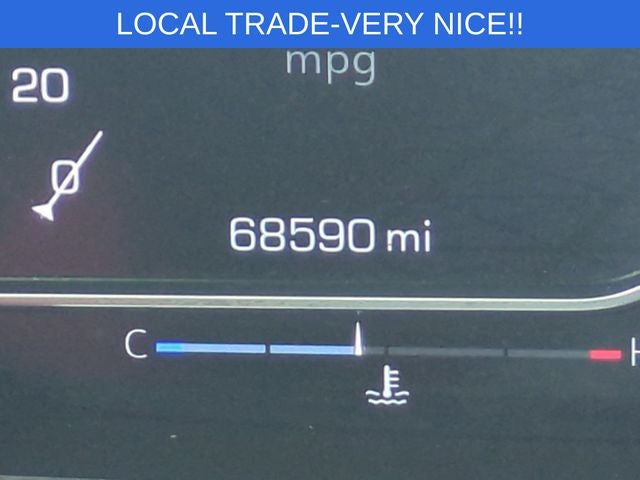 LOCAL TRADE-VERY NICE!!
mpg
20
0
68590 mi
C
H